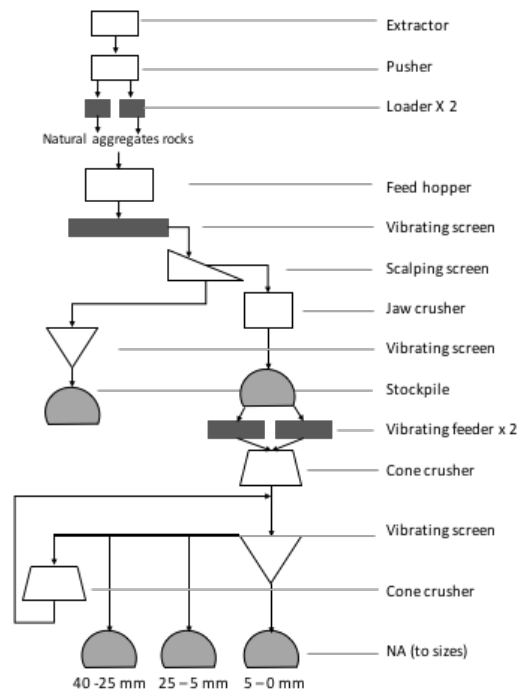 Extractor
Pusher
Loader X 2
Natural aggregates rocks
Feed hopper
Vibrating screen
Scalping screen
Jaw crusher
Vibrating screen
Stockpile
Vibrating feeder x 2
Cone crusher
Vibrating screen
Cone crusher
NA (to sizes)
40 -25 mm 25 – 5 mm 5 – 0 mm